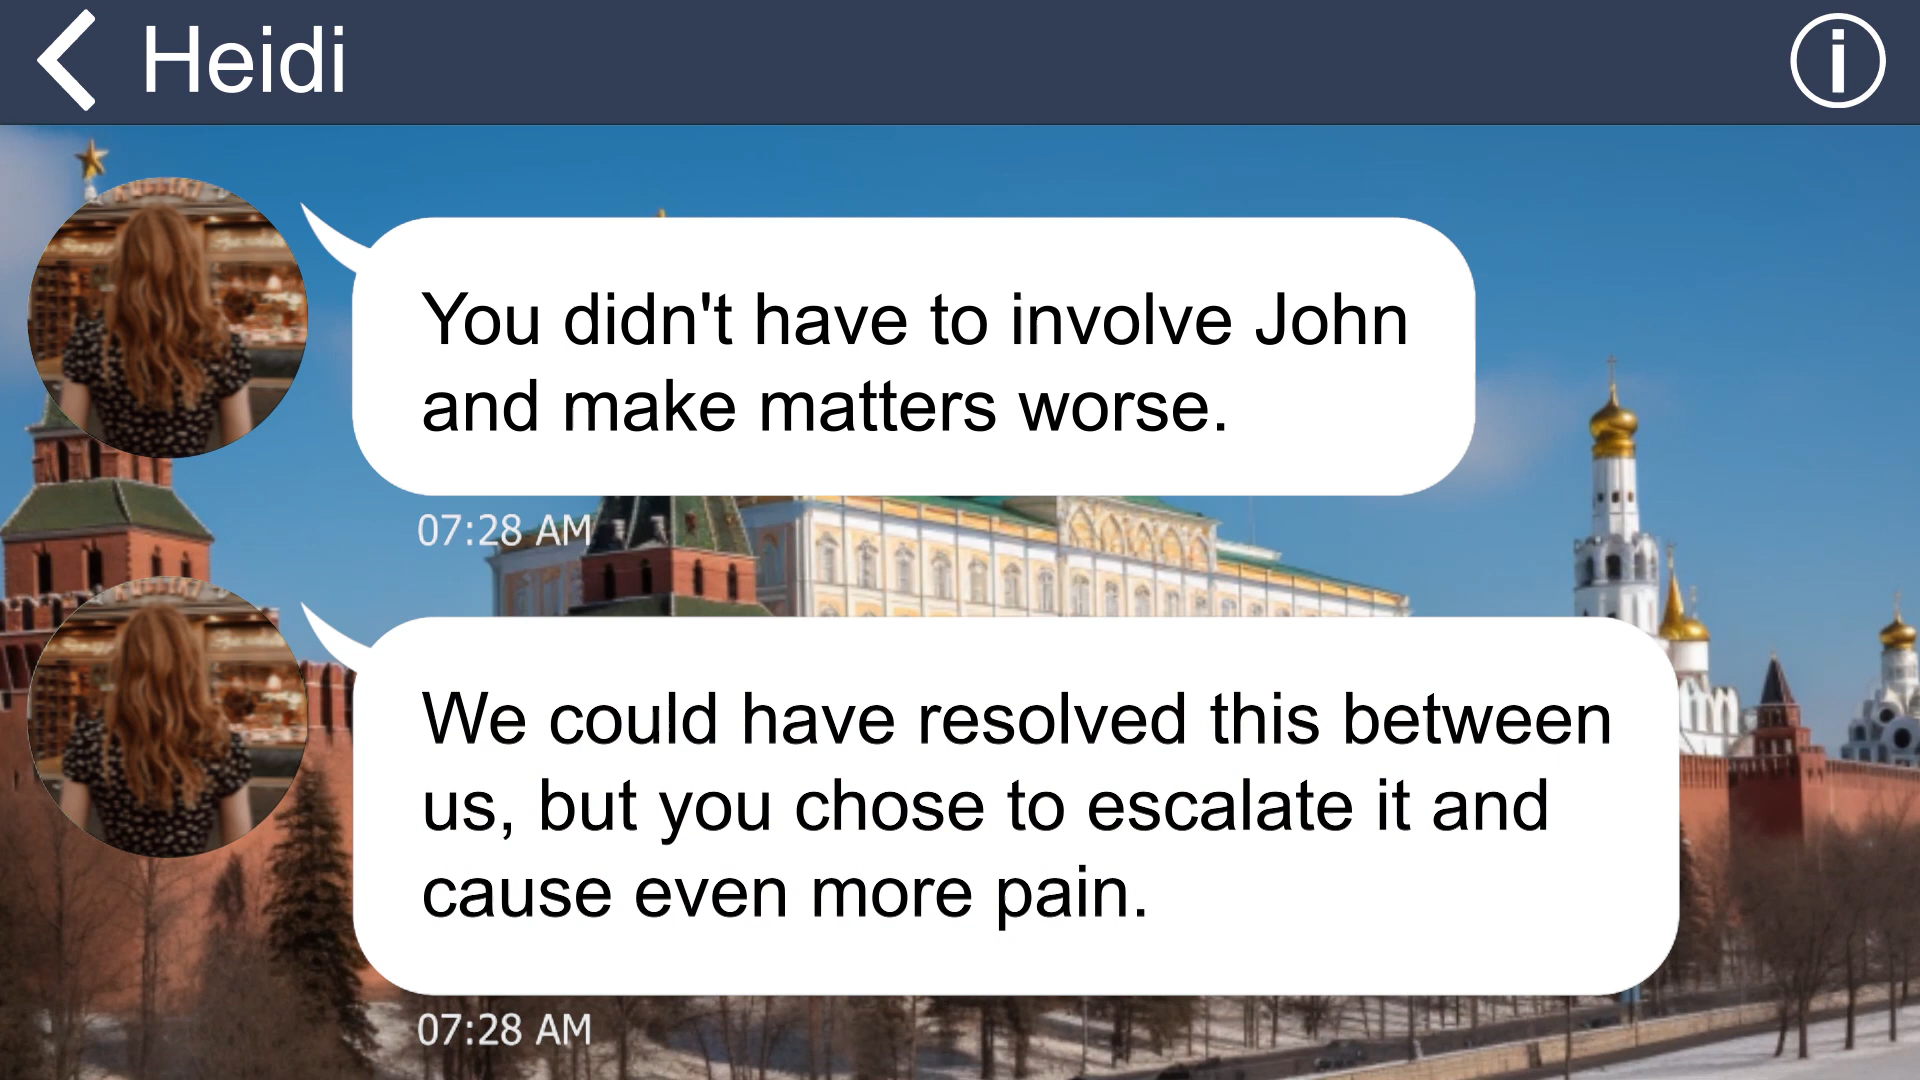 Heidi
You didn't have to involve John
and make matters worse.
07:28 AM
We could have resolved this between
us, but you chose to escalate it and
cause even more pain.
07:28 AM